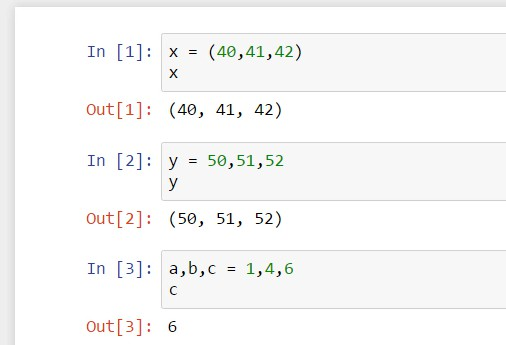 In [1]: x = (40,41,42)
x
Out[1]: (40, 41, 42)
In [2]: y = 50,51,52
y
Out[2]: (50, 51, 52)
In [3]: a,b,c = 1,4,6
c
Out[3]: 6